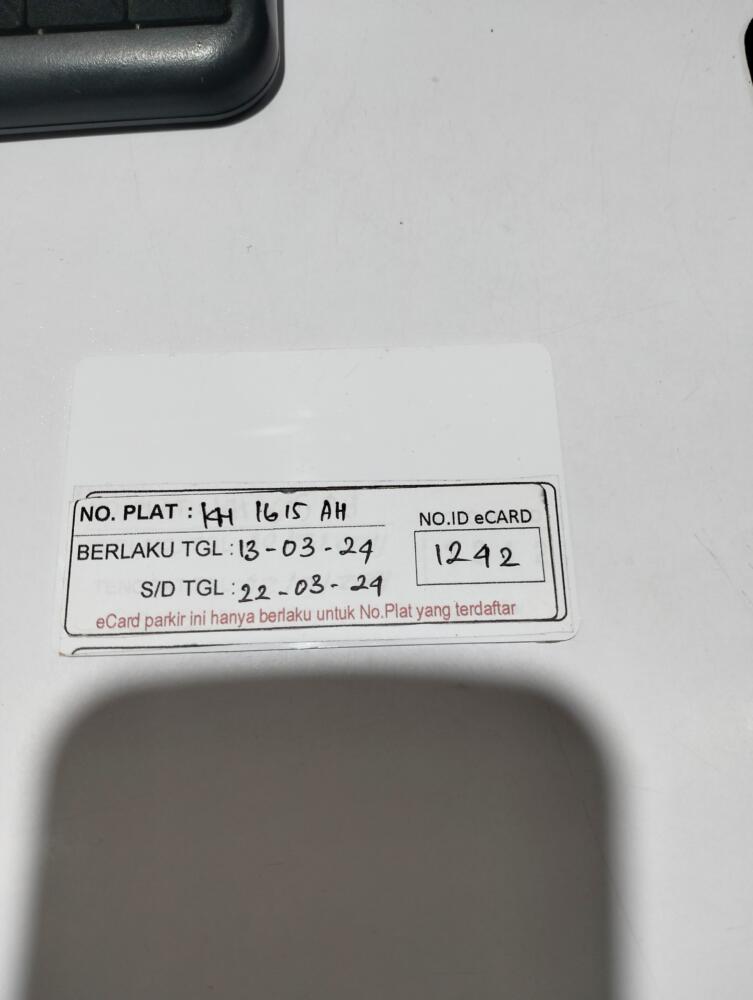 NO. PLAT : KH 1615 AH
NO.ID eCARD
BERLAKU TGL : 13-03-24
1242
S/D TGL : 22-03-24
eCard parkir ini hanya berlaku untuk No.Plat yang terdaftar